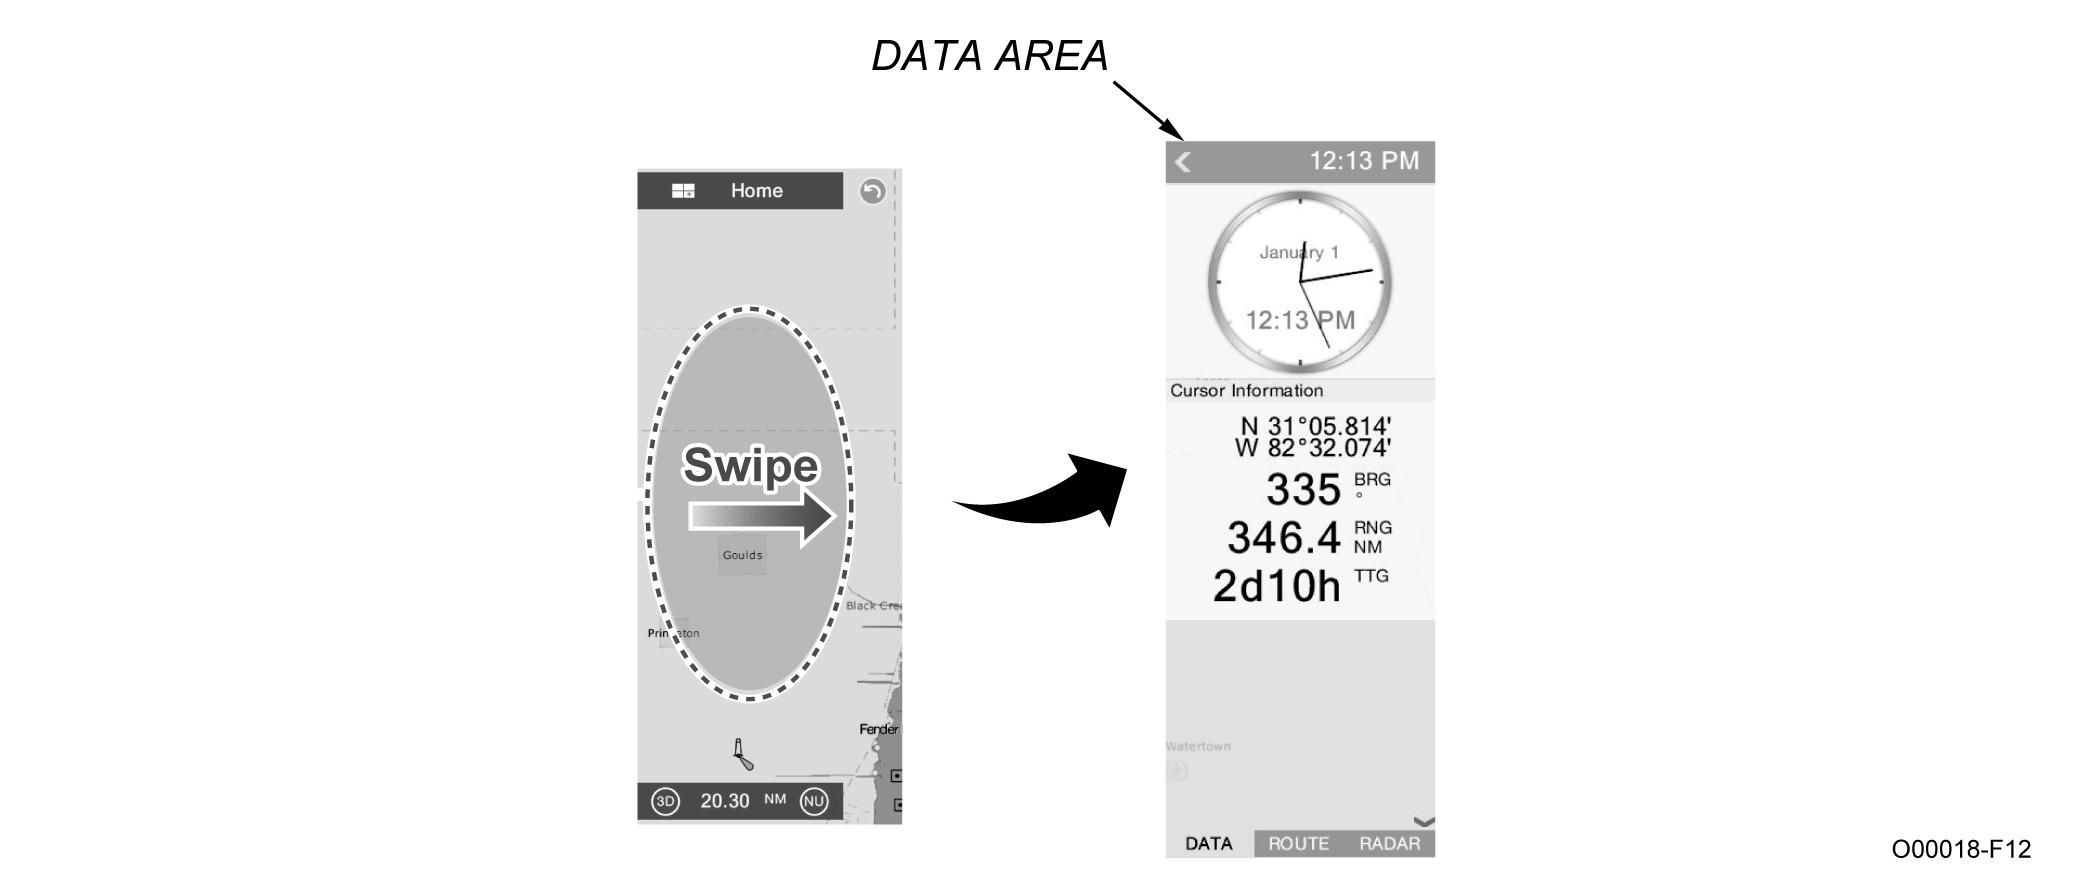 DATA AREA
Home
Swipe
Goulds
Black Cre
Princeton
Fender
3D 20.30 NM NU
12:13 PM
January 1
12:13 PM
Cursor Information
N 31°05.814'
W 82°32.074'
335 BRG °
346.4 RNG NM
2d10h TTG
Watertown
DATA ROUTE RADAR
O00018-F12